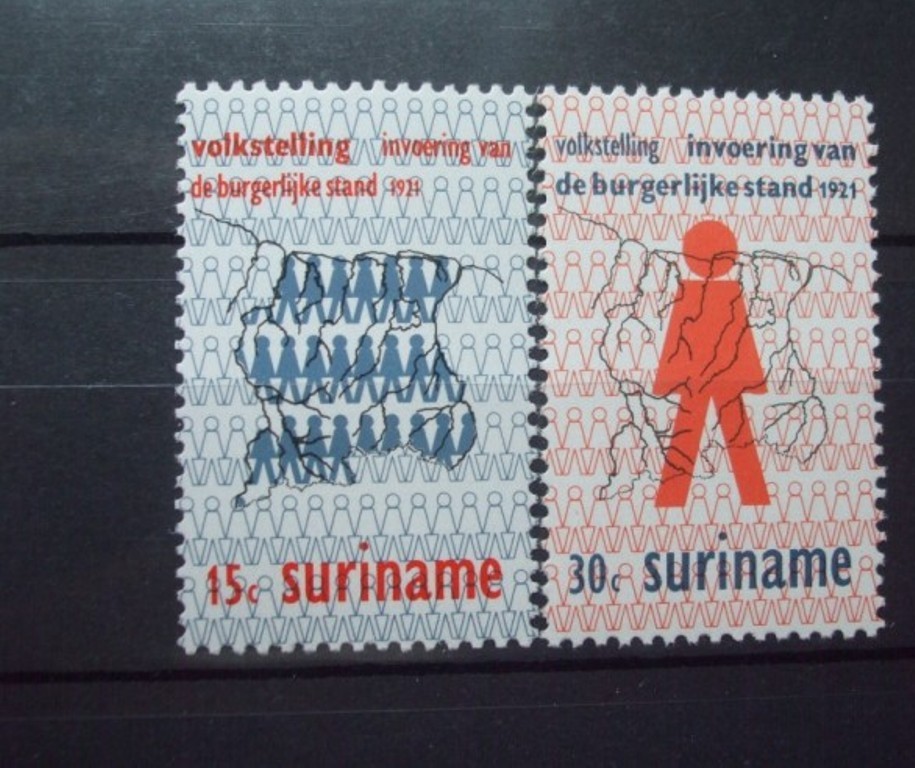 volkstelling invoering van
de burgerlijke stand 1921
15c suriname
volkstelling invoering van
de burgerlijke stand 1921
30c suriname